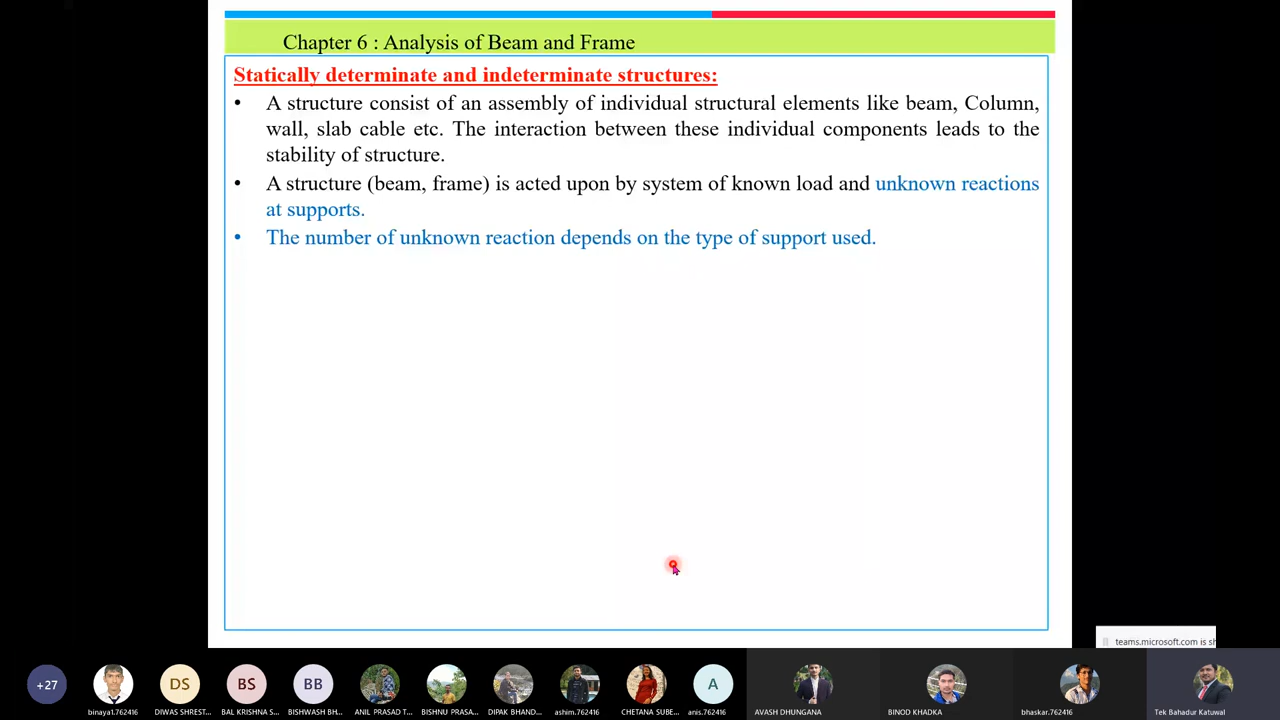 Chapter 6 : Analysis of Beam and Frame
Statically determinate and indeterminate structures:
• A structure consist of an assembly of individual structural elements like beam, Column,
wall, slab cable etc. The interaction between these individual components leads to the
stability of structure.
• A structure (beam, frame) is acted upon by system of known load and unknown reactions
at supports.
• The number of unknown reaction depends on the type of support used.
teams.microsoft.com is sh
+27
DS
BS
BB
A
binaya1.762416
DIWAS SHREST...
BAL KRISHNA S...
BISHWASH BH...
ANIL PRASAD T...
BISHNU PRASA...
DIPAK BHAND...
ashim.762416
CHETANA SUBE...
anis.762416
AVASH DHUNGANA
BINOD KHADKA
bhaskar.762416
Tek Bahadur Katuwal